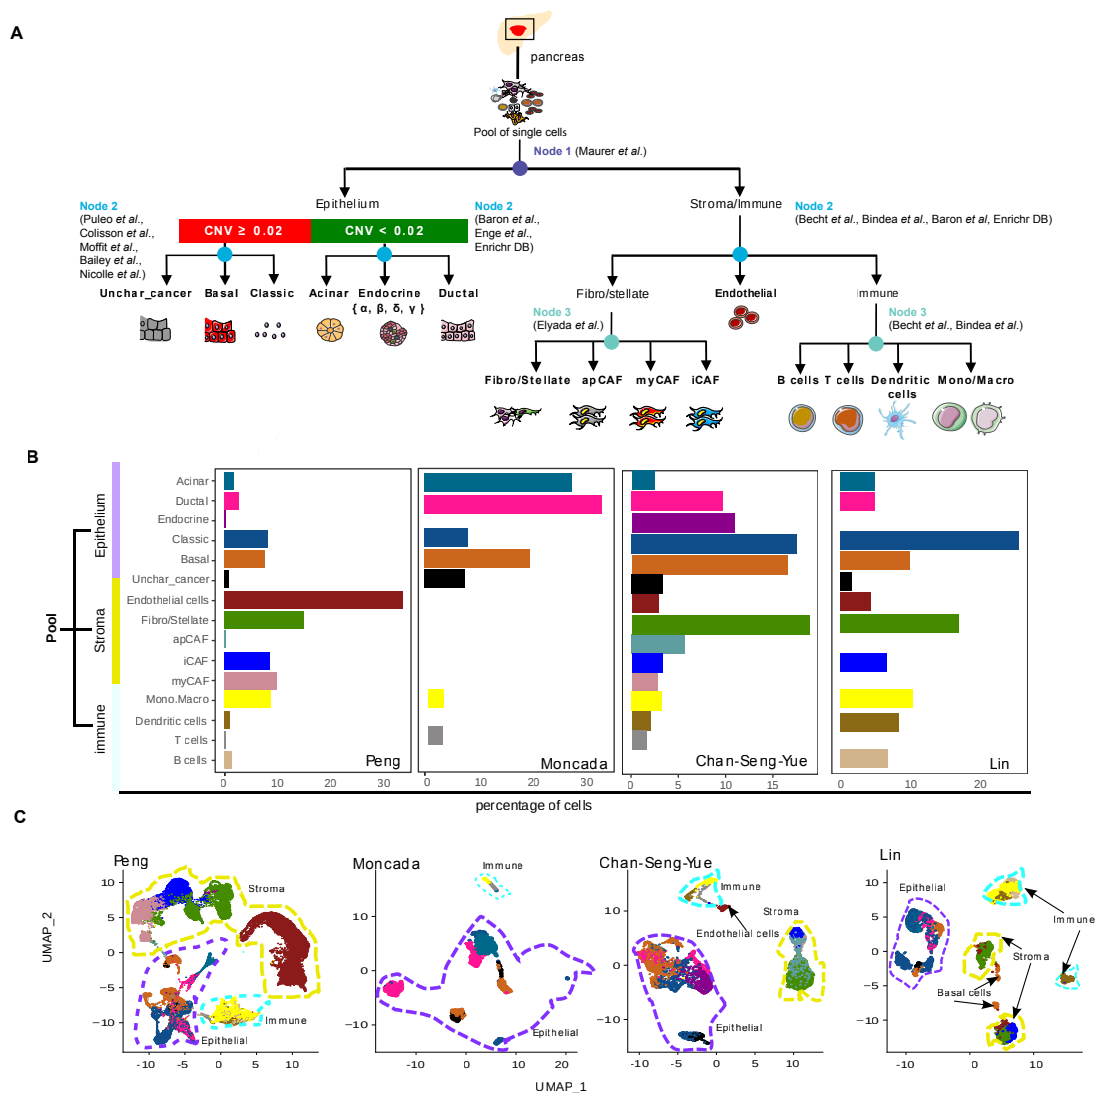 A
pancreas
Pool of single cells
Node 1 (Maurer et al.)
Epithelium
Stroma/Immune
Node 2
(Puleo et al.,
Colisson et al.,
Moffit et al.,
Bailey et al.,
Nicolle et al.)
CNV ≥ 0.02
CNV < 0.02
Node 2
(Baron et al.,
Enge et al.,
Enrichr DB)
Node 2
(Becht et al., Bindea et al., Baron et al, Enrichr DB)
Unchar_cancer
Basal
Classic
Acinar
Endocrine
{ α, β, δ, γ }
Ductal
Fibro/stellate
Endothelial
immune
Node 3
(Elyada et al.)
Node 3
(Becht et al., Bindea et al.)
Fibro/Stellate
apCAF
myCAF
iCAF
B cells
T cells
Dendritic
cells
Mono/Macro
B
Pool
Epithelium
Stroma
immune
Acinar
Ductal
Endocrine
Classic
Basal
Unchar_cancer
Endothelial cells
Fibro/Stellate
apCAF
iCAF
myCAF
Mono.Macro
Dendritic cells
T cells
B cells
Peng
Moncada
Chan-Seng-Yue
Lin
0 10 20 30
0 10 20 30
0 5 10 15
0 10 20
percentage of cells
C
Peng
Stroma
Immune
Epithelial
10
5
0
−5
−10
-10 -5 0 5 10
UMAP_2
Moncada
Immune
Epithelial
10
0
−10
-10 0 10 20
Chan-Seng-Yue
Immune
Endothelial cells
Stroma
Epithelial
10
0
−10
-10 -5 0 5 10
Lin
Epithelial
Immune
Stroma
Basal cells
10
5
0
−5
−10
-10 0 10
UMAP_1